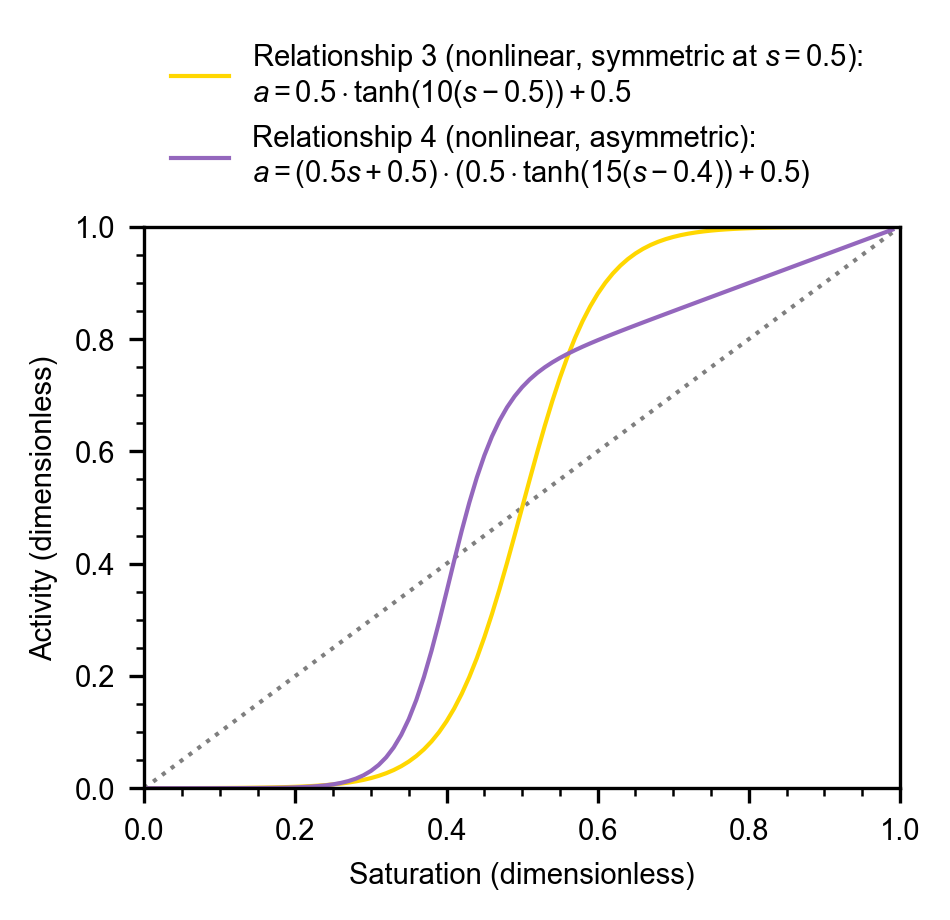 Relationship 3 (nonlinear, symmetric at s = 0.5):
a = 0.5 · tanh(10(s − 0.5)) + 0.5
Relationship 4 (nonlinear, asymmetric):
a = (0.5s + 0.5) · (0.5 · tanh(15(s − 0.4)) + 0.5)
1.0
0.8
0.6
0.4
0.2
0.0
Activity (dimensionless)
0.0 0.2 0.4 0.6 0.8 1.0
Saturation (dimensionless)